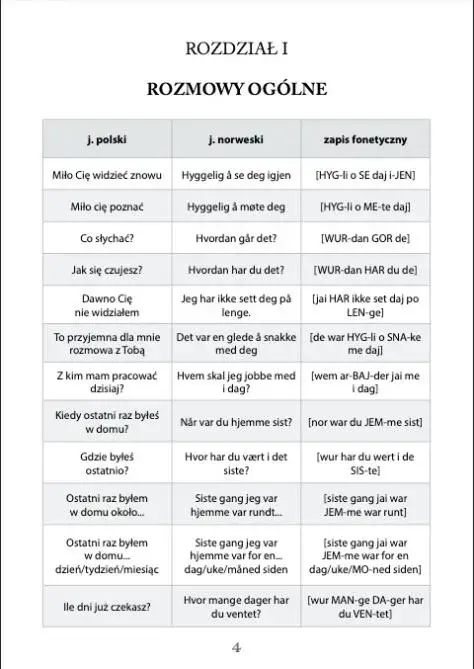 ROZDZIAŁ I
ROZMOWY OGÓLNE
j. polski j. norweski zapis fonetyczny
Miło Cię widzieć znowu Hyggelig å se deg igjen [HYG-li o SE daj i-JEN]
Miło cię poznać Hyggelig å møte deg [HYG-li o ME-te daj]
Co słychać? Hvordan går det? [WUR-dan GOR de]
Jak się czujesz? Hvordan har du det? [WUR-dan HAR du de]
Dawno Cię
nie widziałem
Jeg har ikke sett deg på
lenge.
[jai HAR ikke set daj po
LEN-ge]
To przyjemna dla mnie
rozmowa z Tobą
Det var en glede å snakke
med deg
[de war HYG-li o SNA-ke
me daj]
Z kim mam pracować
dzisiaj?
Hvem skal jeg jobbe med
i dag?
[wem ar-BAJ-der jai me
i dag]
Kiedy ostatni raz byłeś
w domu?
Når var du hjemme sist?
[nor war du JEM-me sist]
Gdzie byłeś
ostatnio?
Hvor har du vært i det
siste?
[wur har du wert i de
SIS-te]
Ostatni raz byłem
w domu około...
Siste gang jeg var
hjemme var rundt...
[siste gang jai war
JEM-me war runt]
Ostatni raz byłem
w domu...
dzień/tydzień/miesiąc
Siste gang jeg var
hjemme var for en...
dag/uke/måned siden
[siste gang jai war
JEM-me war for en
dag/uke/MO-ned siden]
Ile dni już czekasz?
Hvor mange dager har
du ventet?
[wur MAN-ge DA-ger har
du VEN-tet]
4